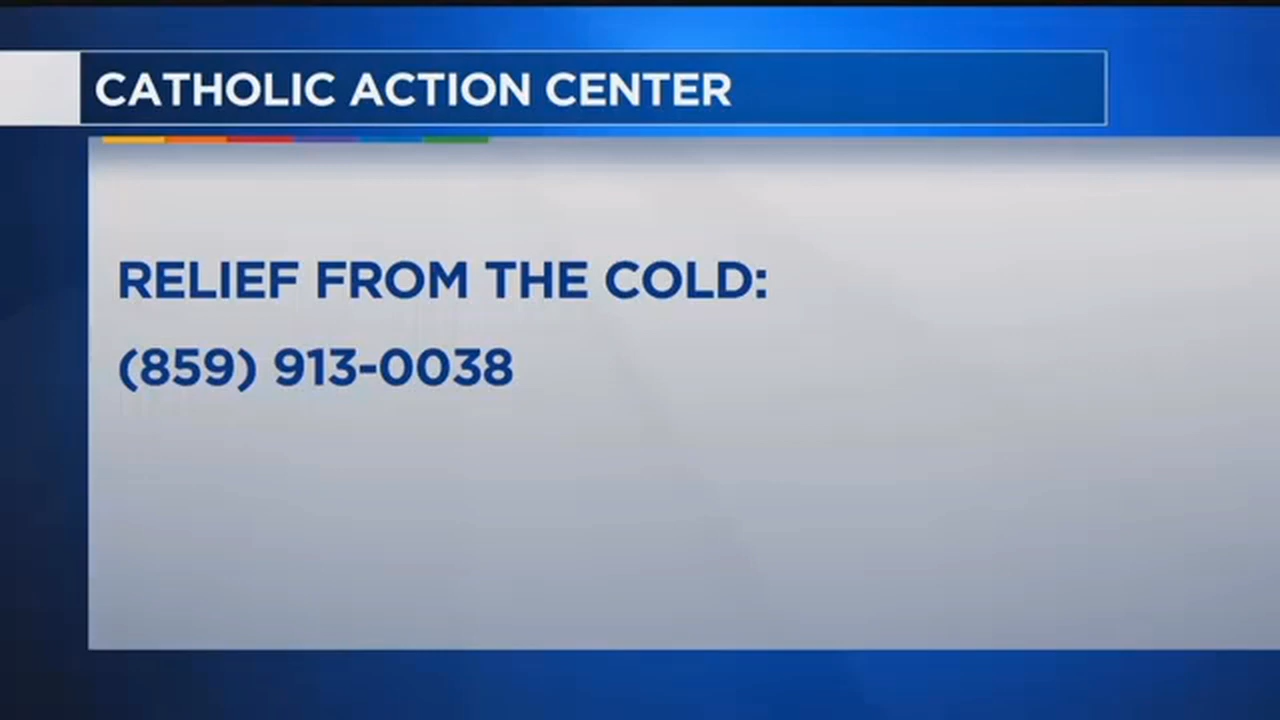 CATHOLIC ACTION CENTER
RELIEF FROM THE COLD:
(859) 913-0038